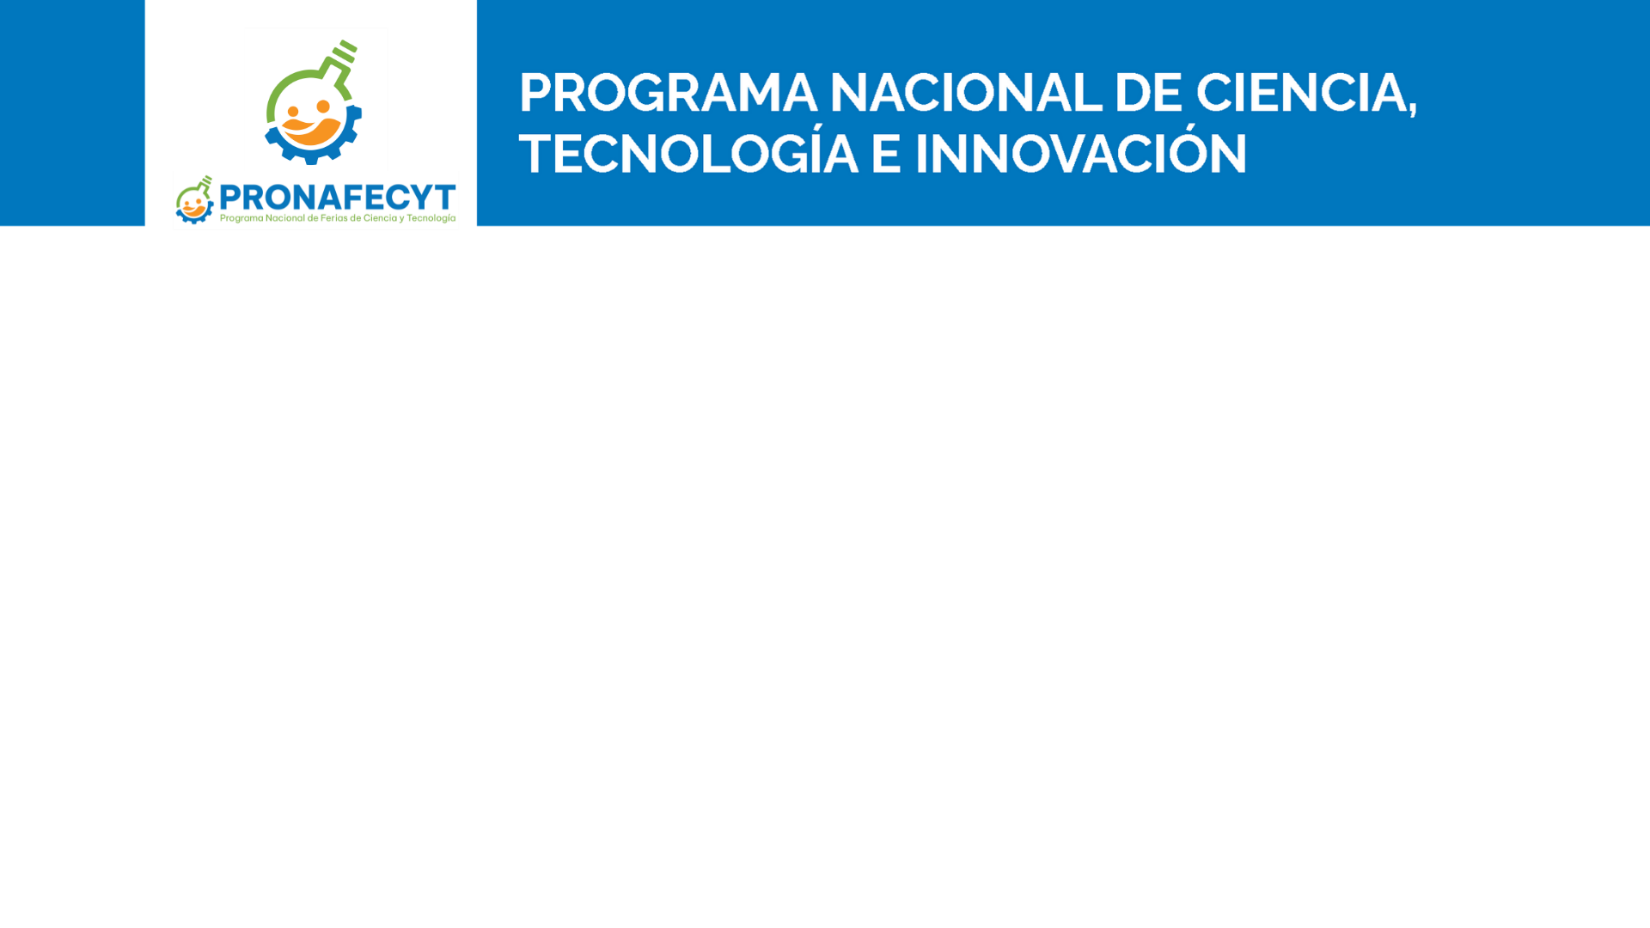 PRONAFECYT
Programa Nacional de Ferias de Ciencia y Tecnología
PROGRAMA NACIONAL DE CIENCIA,
TECNOLOGÍA E INNOVACIÓN